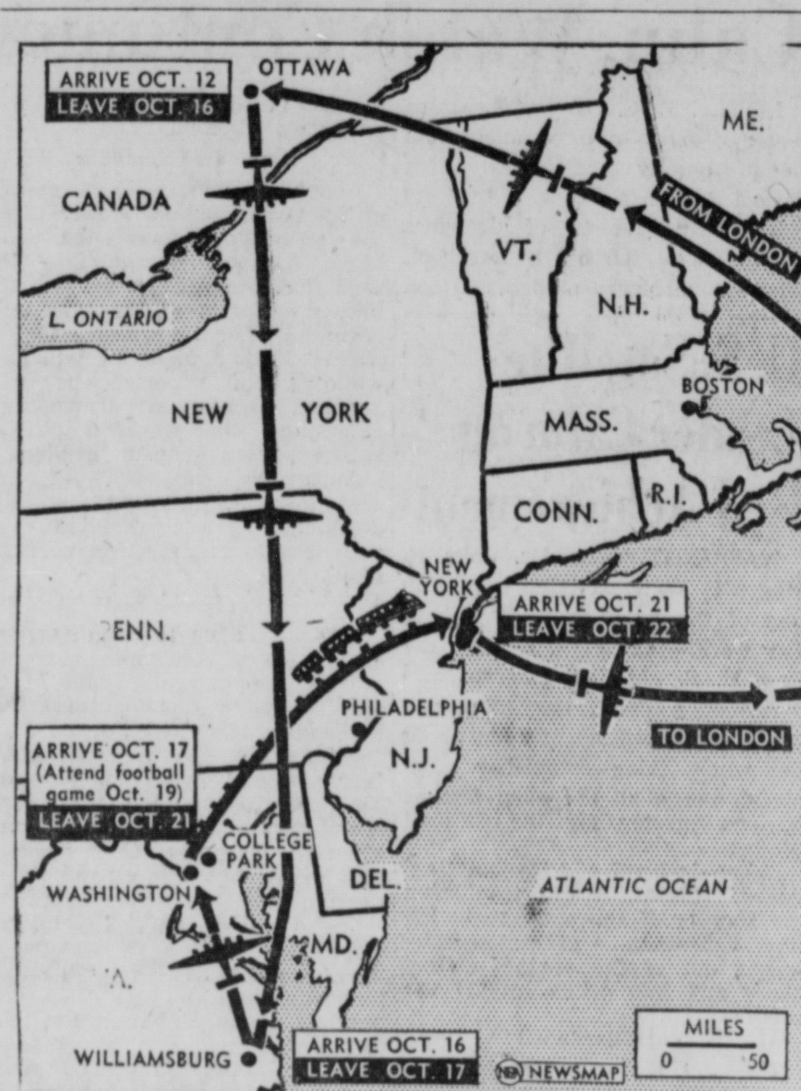 ARRIVE OCT. 12
LEAVE OCT. 16
OTTAWA
ME.
CANADA
FROM LONDON
VT.
N.H.
L. ONTARIO
BOSTON
NEW YORK
MASS.
R.I.
CONN.
NEW
YORK
ARRIVE OCT. 21
LEAVE OCT. 22
ENN.
PHILADELPHIA
TO LONDON
ARRIVE OCT. 17
(Attend football
game Oct. 19)
LEAVE OCT. 21
N.J.
COLLEGE
PARK
WASHINGTON
DEL.
ATLANTIC OCEAN
MD.
A.
ARRIVE OCT. 16
LEAVE OCT. 17
WILLIAMSBURG
NEA NEWSMAP
MILES
0 50